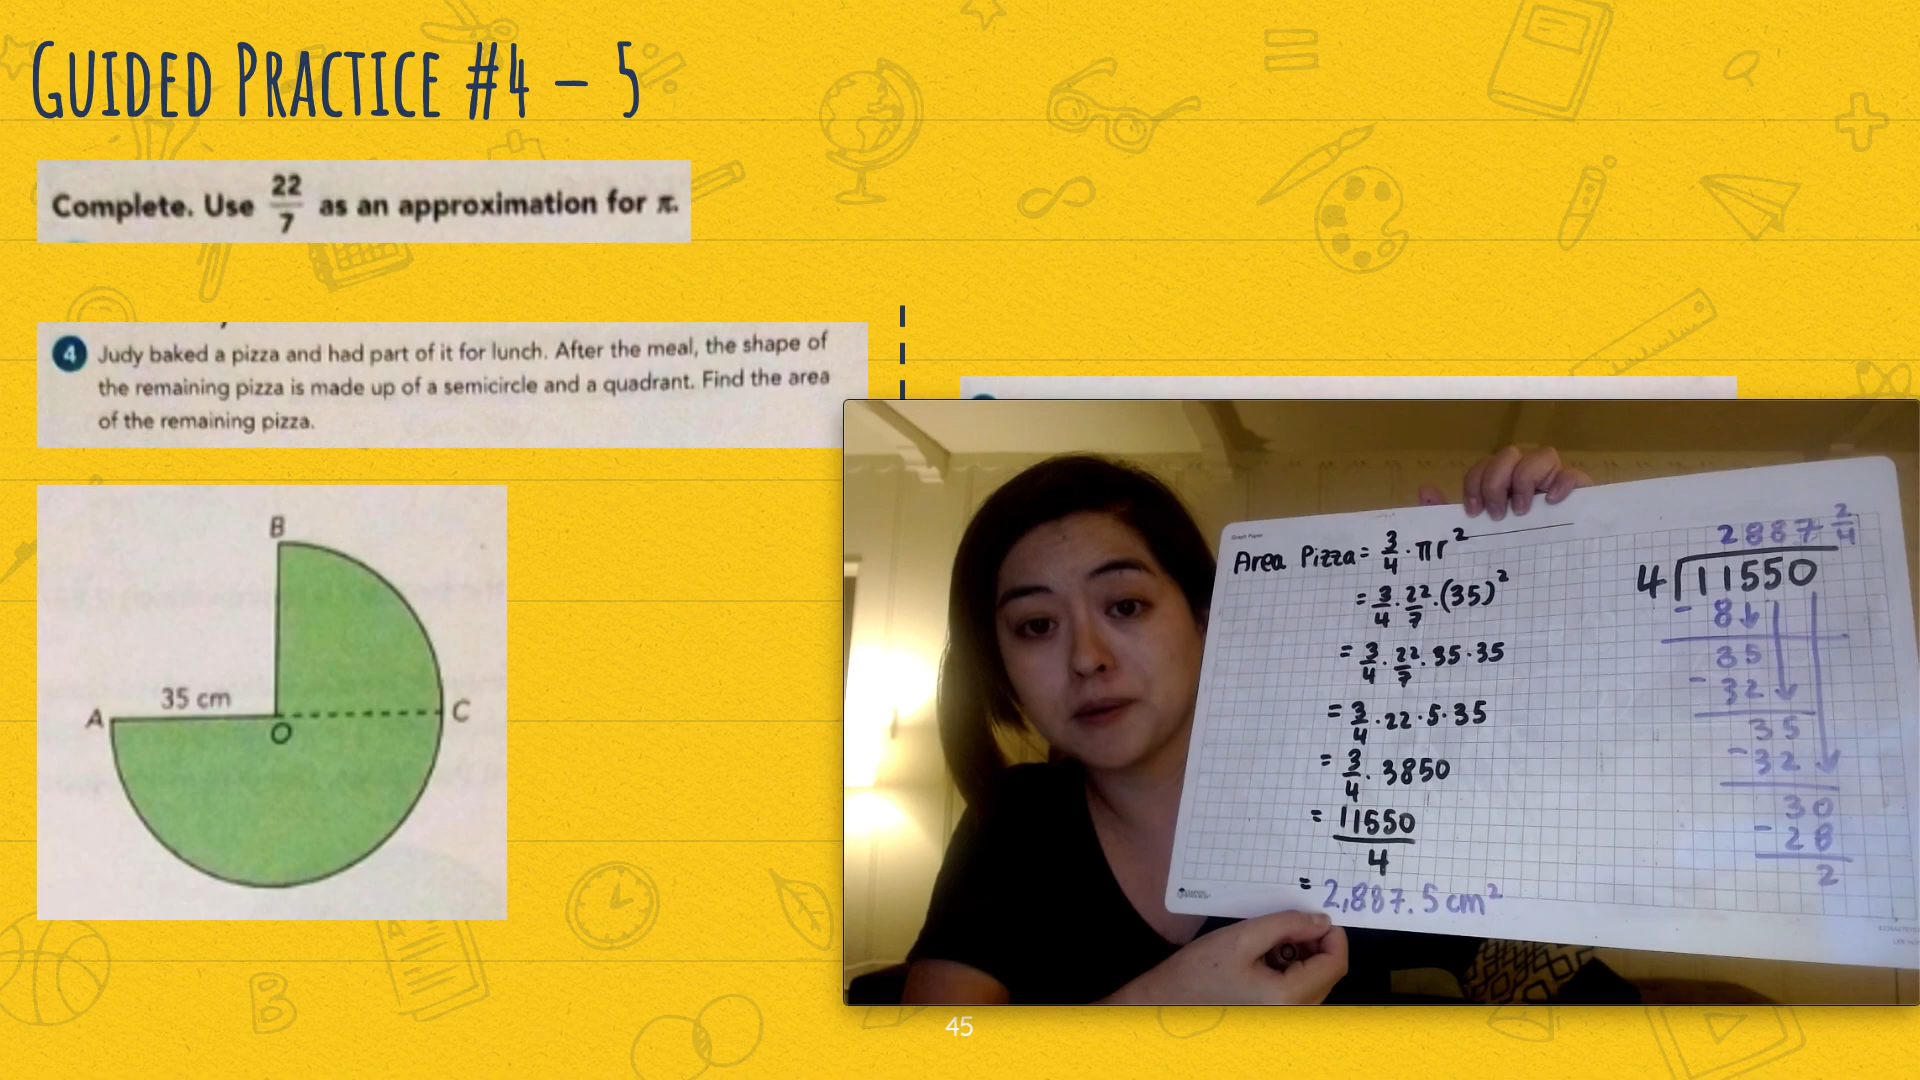 GUIDED PRACTICE #4 – 5
Complete. Use 22/7 as an approximation for π.
4 Judy baked a pizza and had part of it for lunch. After the meal, the shape of
the remaining pizza is made up of a semicircle and a quadrant. Find the area
of the remaining pizza.
B
35 cm
A
O
C
Graph Paper
Area Pizza = 3/4 · πr²
= 3/4 · 22/7 · (35)²
= 3/4 · 22/7 · 35 · 35
= 3/4 · 22 · 5 · 35
= 3/4 · 3850
= 11550/4
= 2,887.5 cm²
2887 2/4
4 11550
- 8
35
- 32
35
- 32
30
- 28
2
45